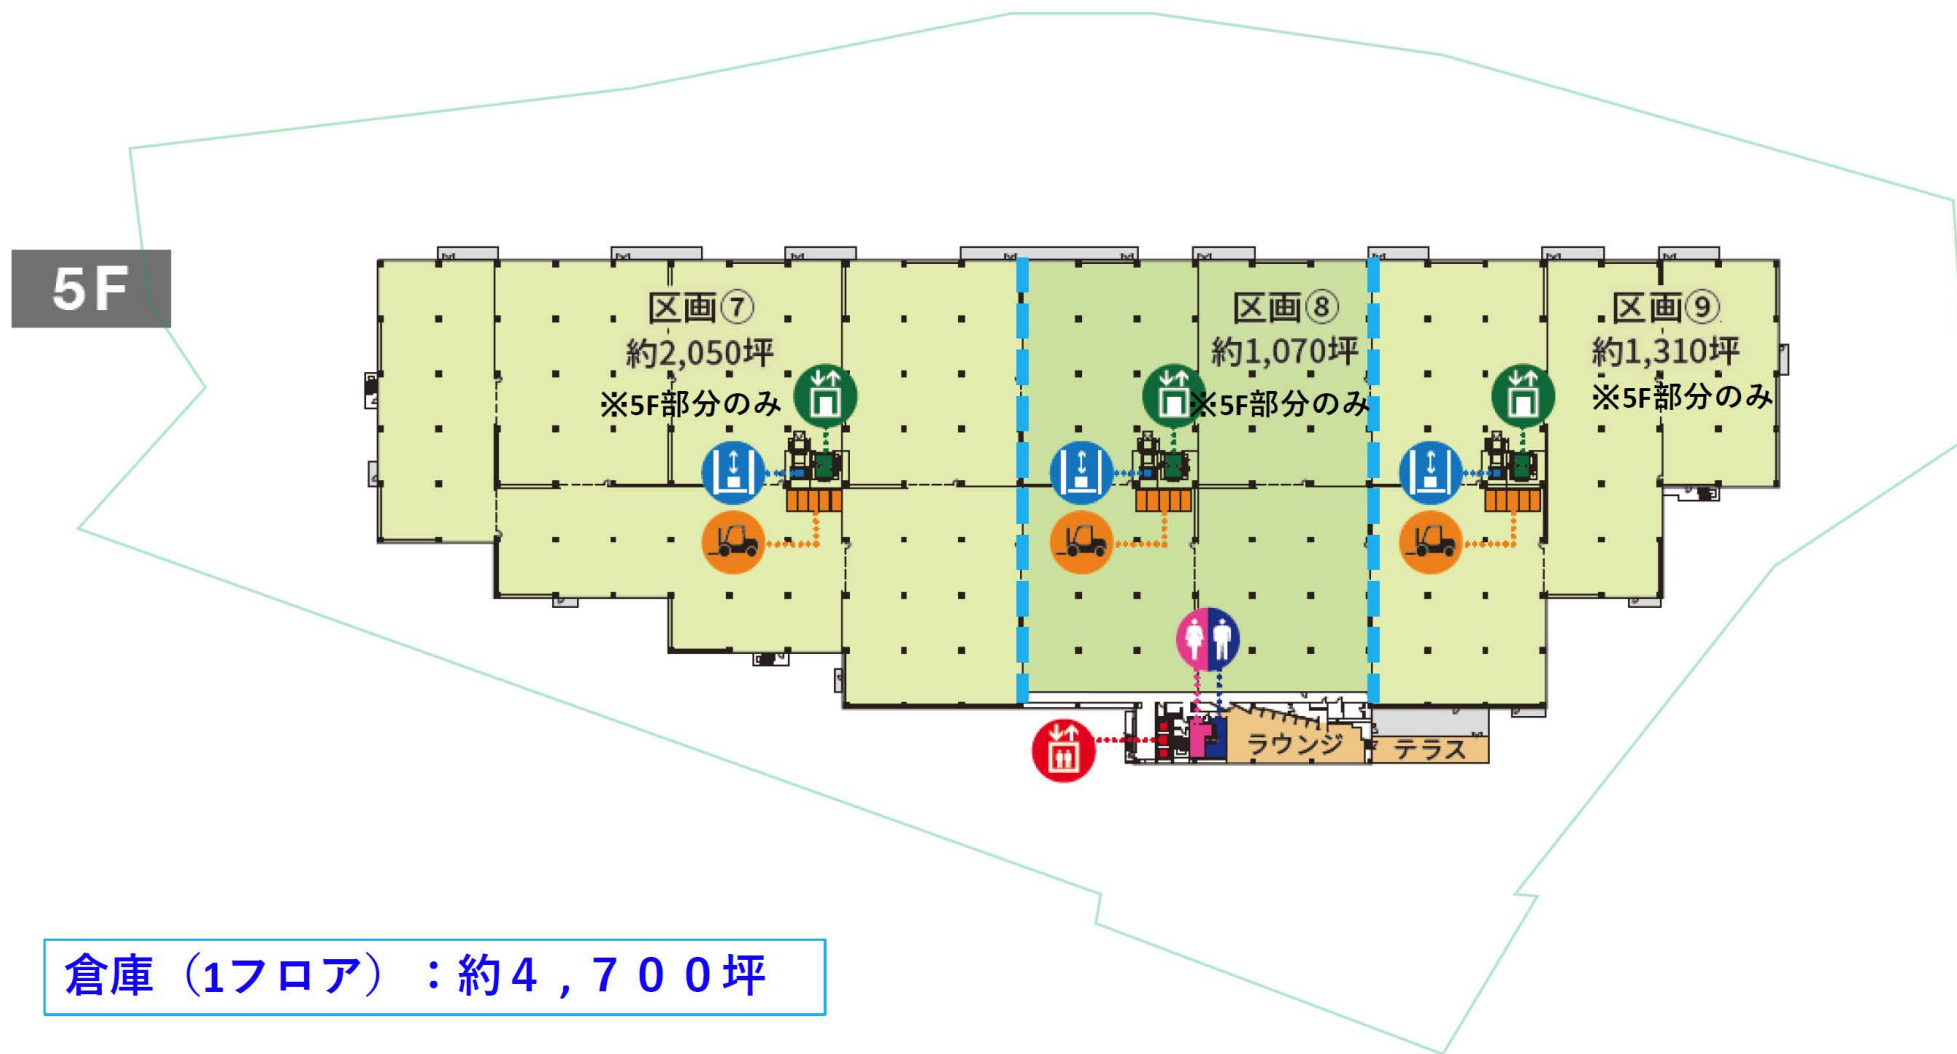 5F
区画⑦
約2,050坪
※5F部分のみ
区画⑧
約1,070坪
※5F部分のみ
区画⑨
約1,310坪
※5F部分のみ
ラウンジ
テラス
倉庫（1フロア）：約４,７００坪